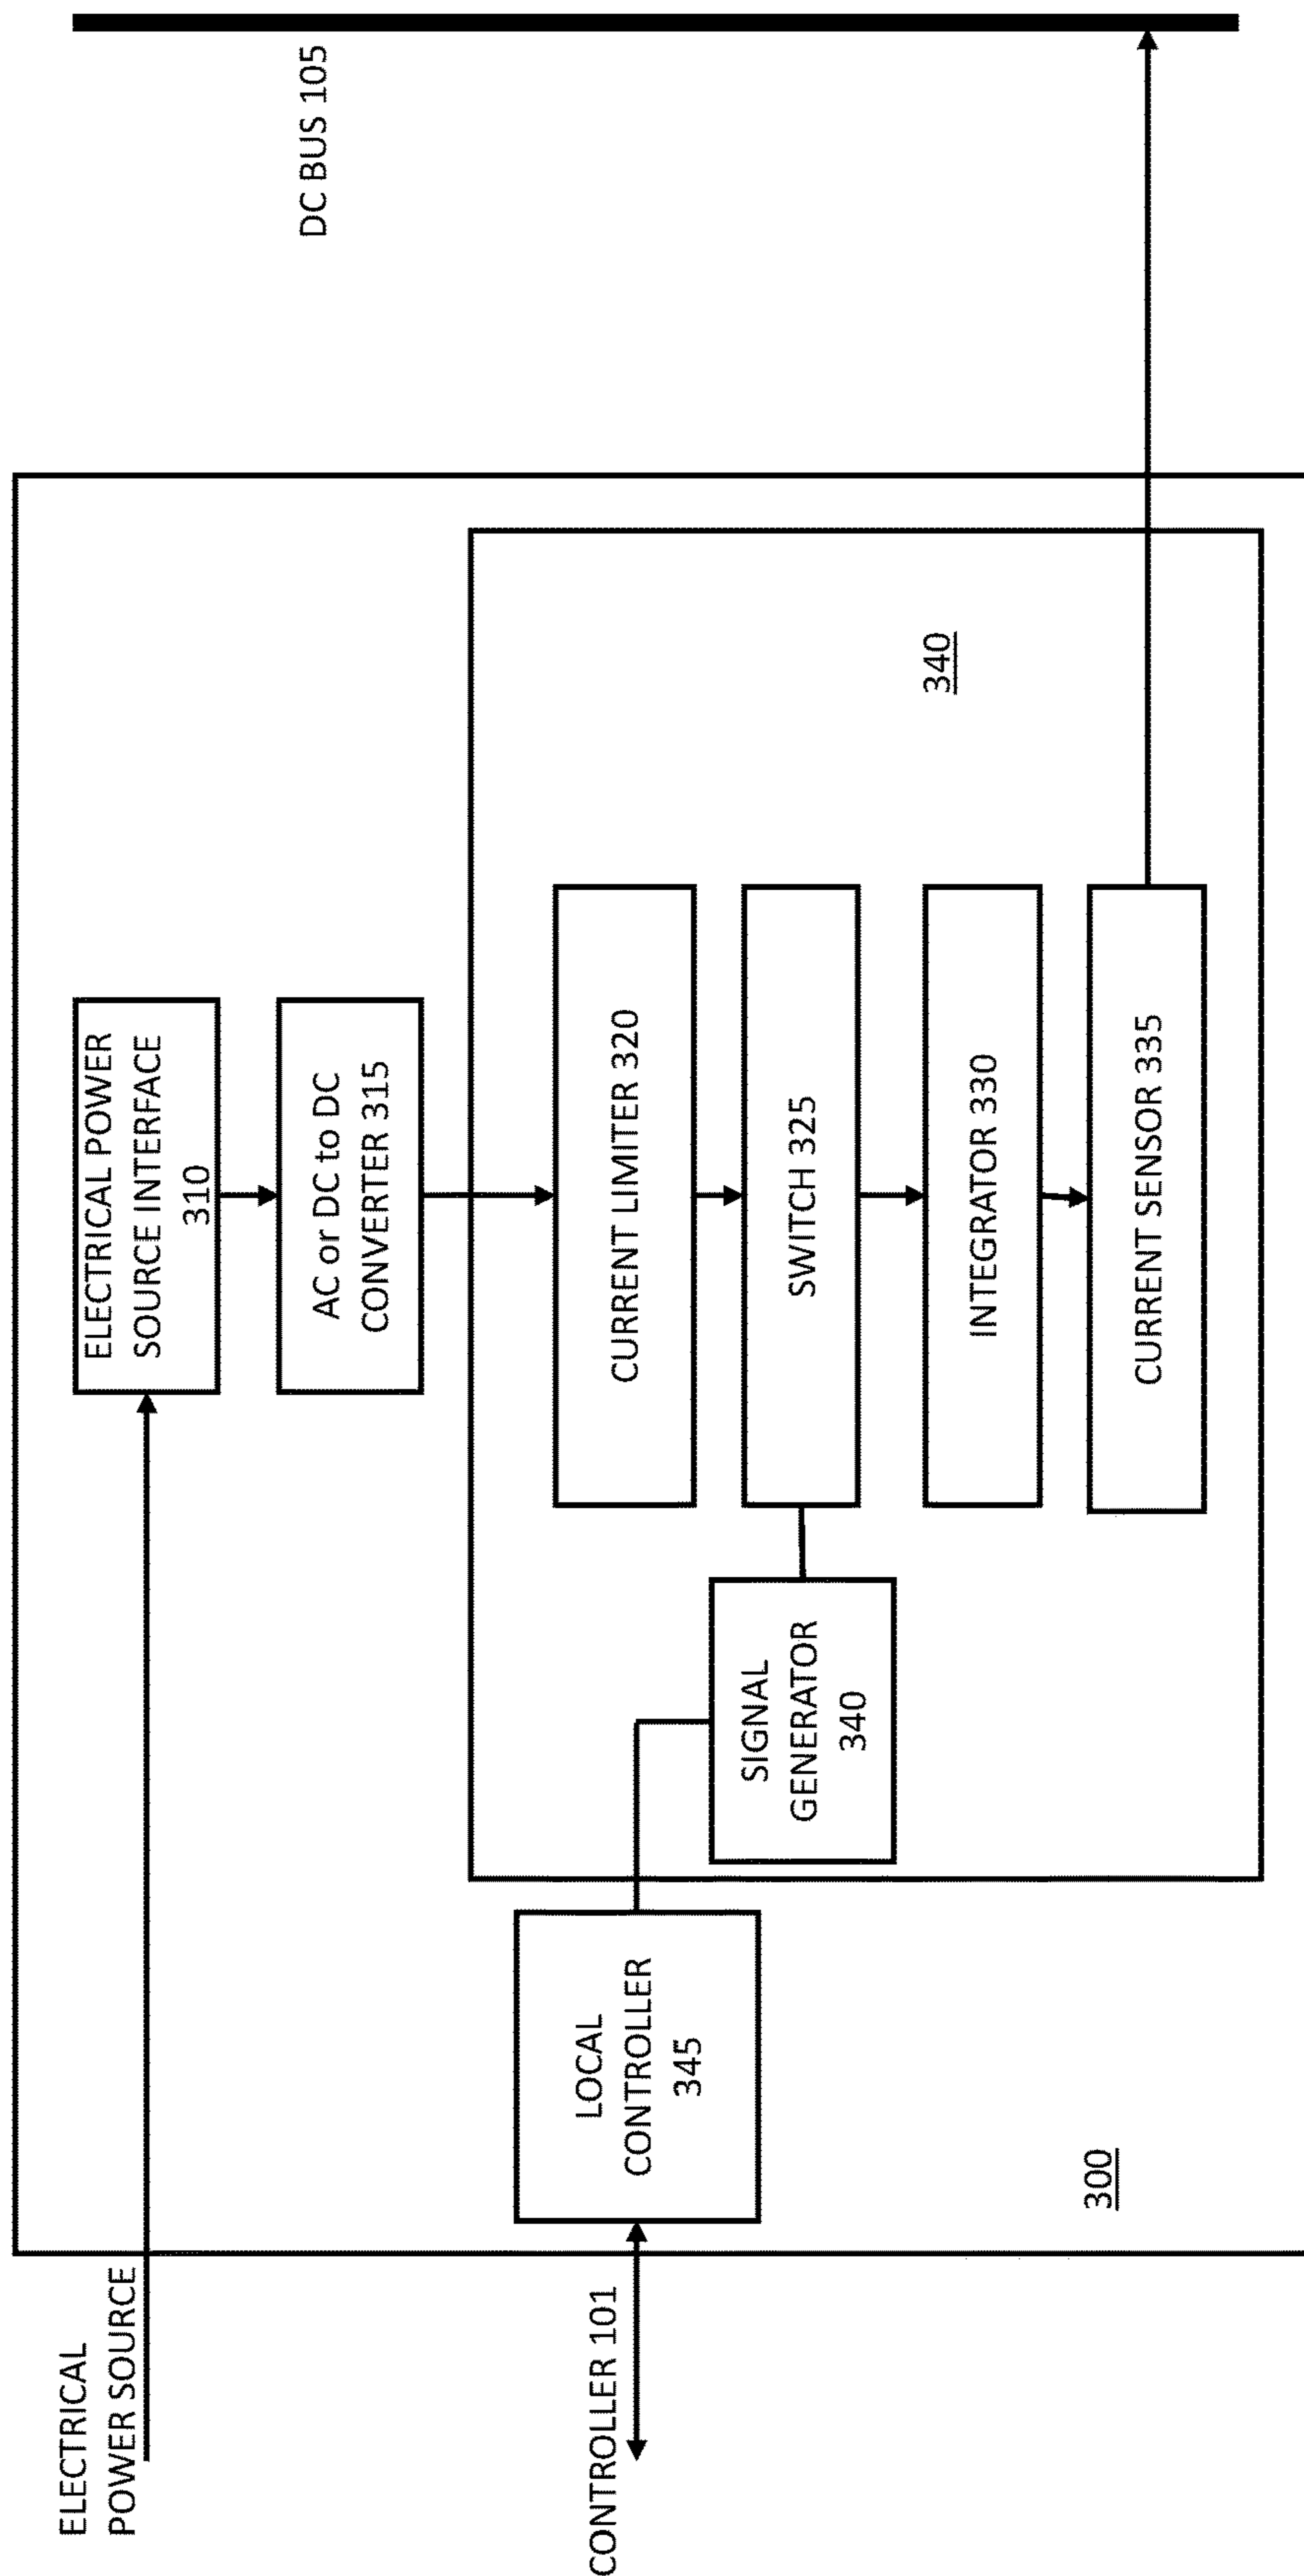 ELECTRICAL
POWER SOURCE
ELECTRICAL POWER
SOURCE INTERFACE
310
DC BUS 105
AC or DC to DC
CONVERTER 315
CONTROLLER 101
LOCAL
CONTROLLER
345
SIGNAL
GENERATOR
340
CURRENT LIMITER 320
SWITCH 325
INTEGRATOR 330
CURRENT SENSOR 335
340
300